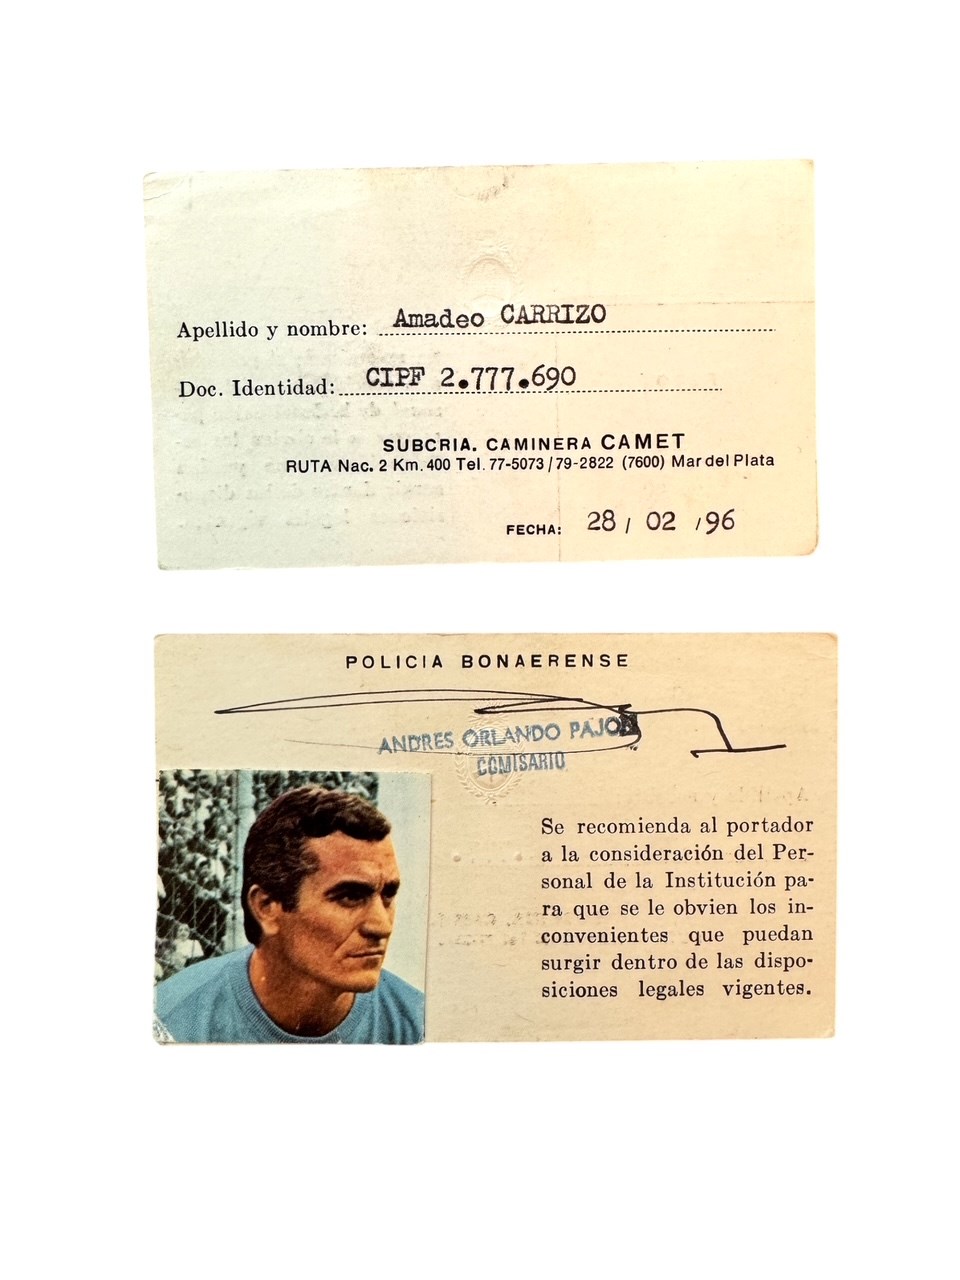 Apellido y nombre: Amadeo CARRIZO
Doc. Identidad: CIPF 2.777.690
SUBCRIA. CAMINERA CAMET
RUTA Nac. 2 Km. 400 Tel. 77-5073/79-2822 (7600) Mar del Plata
FECHA: 28 / 02 / 96
POLICIA BONAERENSE
ANDRES ORLANDO
COMISARIO
Se recomienda al portador
a la consideración del Per-
sonal de la Institución pa-
ra que se le obvien los in-
convenientes que puedan
surgir dentro de las dispo-
siciones legales vigentes.